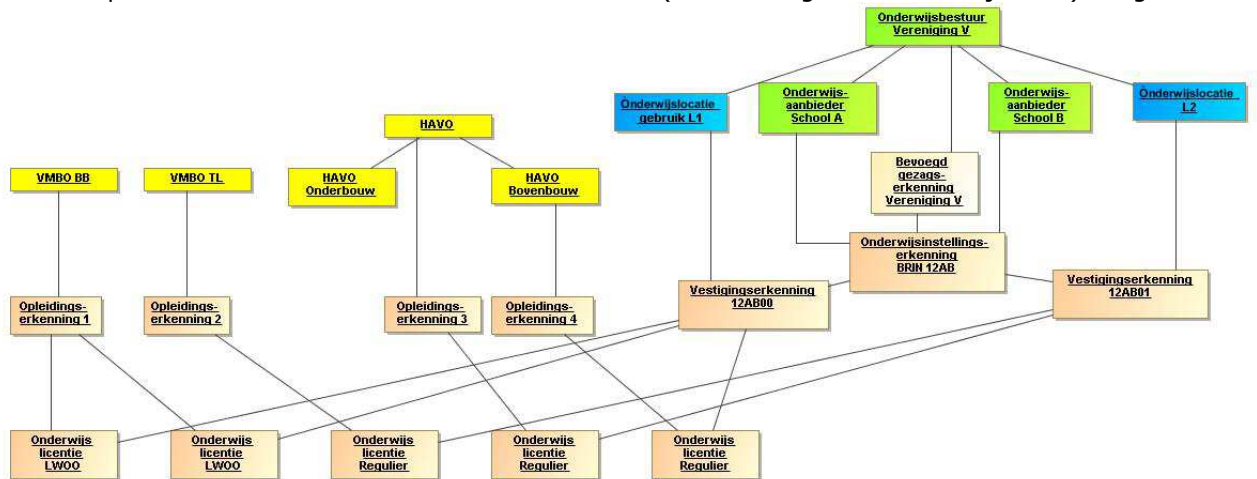 Onderwijsbestuur
Vereniging V
Onderwijslocatie
gebruik L1
Onderwijs-
aanbieder
School A
Onderwijs-
aanbieder
School B
Onderwijslocatie
L2
HAVO
VMBO BB
VMBO TL
HAVO
Onderbouw
HAVO
Bovenbouw
Bevoegd
gezags-
erkenning
Vereniging V
Onderwijsinstellings-
erkenning
BRIN 12AB
Opleidings-
erkenning 1
Opleidings-
erkenning 2
Opleidings-
erkenning 3
Opleidings-
erkenning 4
Vestigingserkenning
12AB00
Vestigingserkenning
12AB01
Onderwijs
licentie
LWOO
Onderwijs
licentie
LWOO
Onderwijs
licentie
Regulier
Onderwijs
licentie
Regulier
Onderwijs
licentie
Regulier